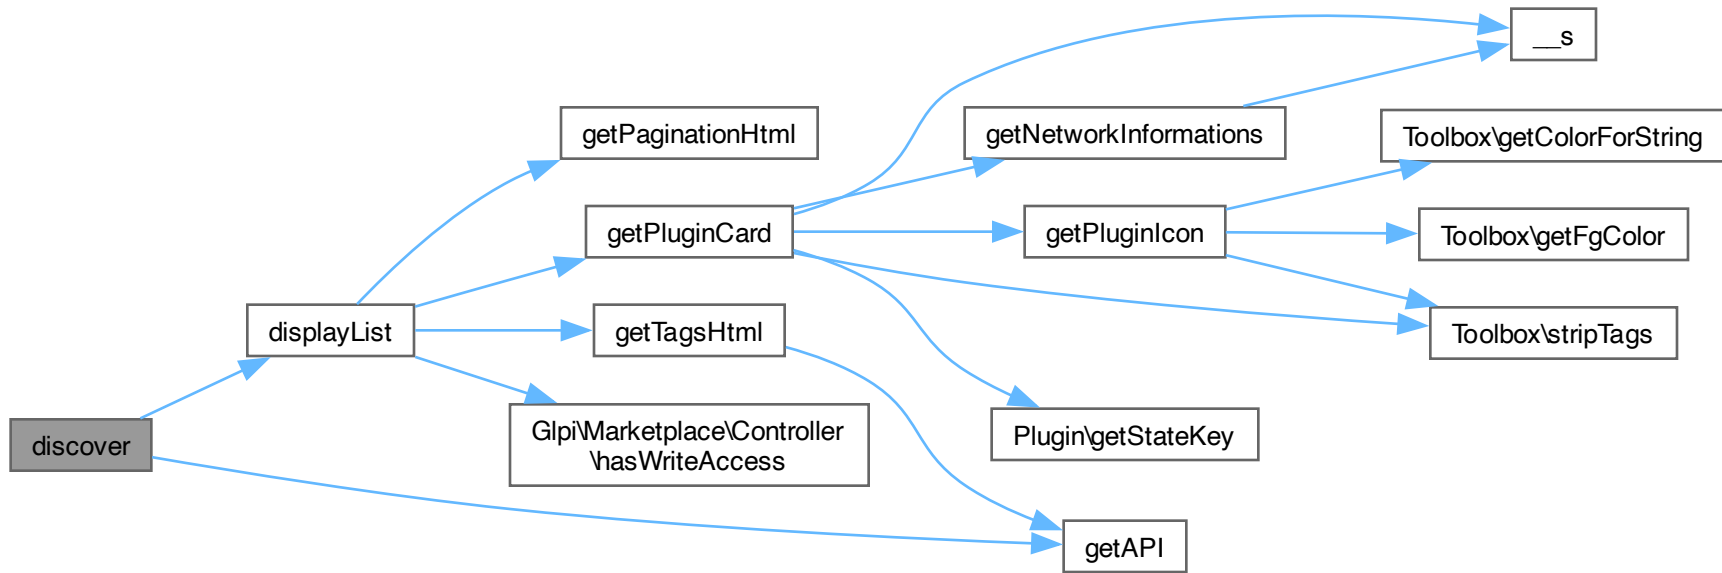 __s
getPaginationHtml
getNetworkInformations
Toolbox\getColorForString
getPluginCard
getPluginIcon
Toolbox\getFgColor
displayList
getTagsHtml
Toolbox\stripTags
discover
Glpi\Marketplace\Controller
\hasWriteAccess
Plugin\getStateKey
getAPI